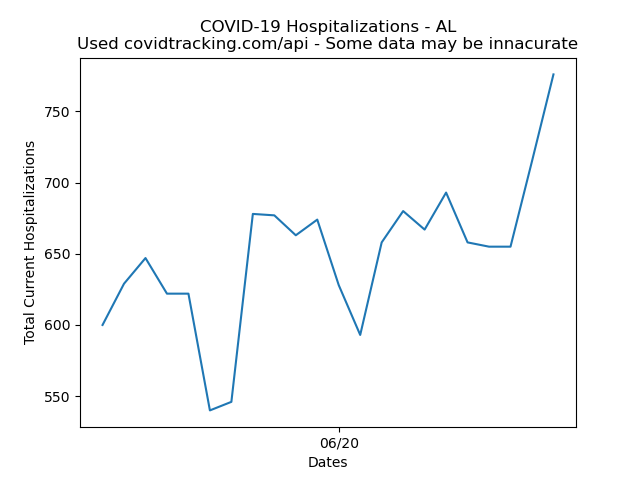 COVID-19 Hospitalizations - AL
Used covidtracking.com/api - Some data may be innacurate
750
700
650
600
550
Total Current Hospitalizations
06/20
Dates